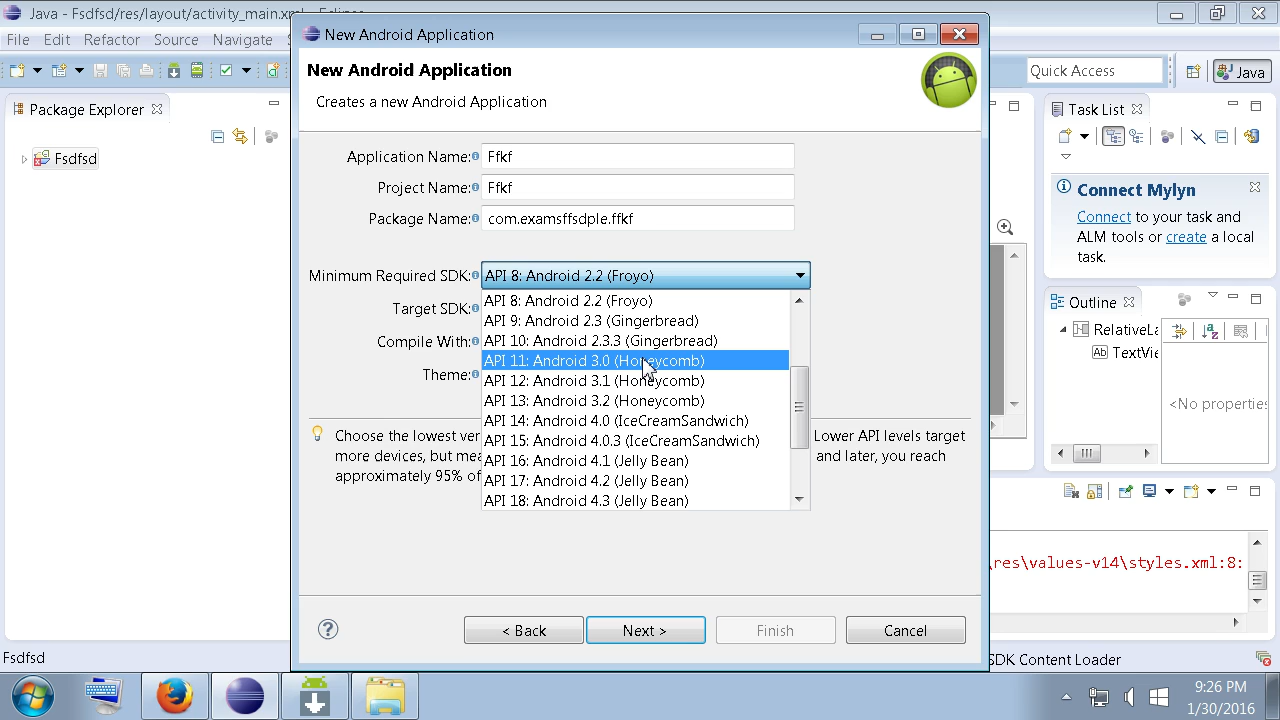 Java - Fsdfsd/res/layout/activity_main.xml - Eclipse
New Android Application
File Edit Refactor Source Navigate
Quick Access
Java
New Android Application
Creates a new Android Application
Package Explorer
Fsdfsd
Task List
Connect Mylyn
Connect to your task and
ALM tools or create a local
task.
Application Name: Ffkf
Project Name: Ffkf
Package Name: com.examsffsdple.ffkf
Minimum Required SDK: API 8: Android 2.2 (Froyo)
Target SDK:
Compile With:
Theme:
API 8: Android 2.2 (Froyo)
API 9: Android 2.3 (Gingerbread)
API 10: Android 2.3.3 (Gingerbread)
API 11: Android 3.0 (Honeycomb)
API 12: Android 3.1 (Honeycomb)
API 13: Android 3.2 (Honeycomb)
API 14: Android 4.0 (IceCreamSandwich)
API 15: Android 4.0.3 (IceCreamSandwich)
API 16: Android 4.1 (Jelly Bean)
API 17: Android 4.2 (Jelly Bean)
API 18: Android 4.3 (Jelly Bean)
Choose the lowest ver Lower API levels target
more devices, but mea and later, you reach
approximately 95% of
Outline
RelativeLa
Ab TextVie
<No properties
\res\values-v14\styles.xml:8:
< Back
Next >
Finish
Cancel
Fsdfsd
SDK Content Loader
9:26 PM
1/30/2016